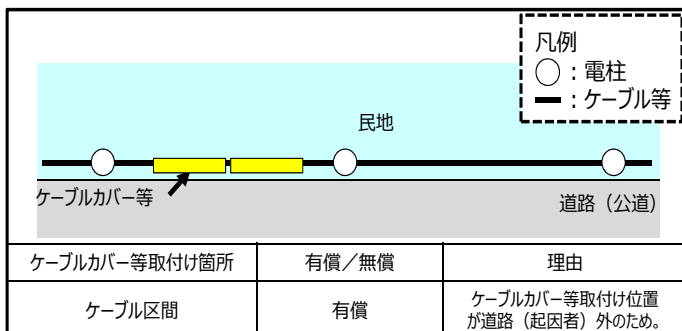 凡例
：電柱
：ケーブル等
民地
ケーブルカバー等
道路（公道）
ケーブルカバー等取付け箇所
有償／無償
理由
ケーブル区間
有償
ケーブルカバー等取付け位置
が道路（起因者）外のため。